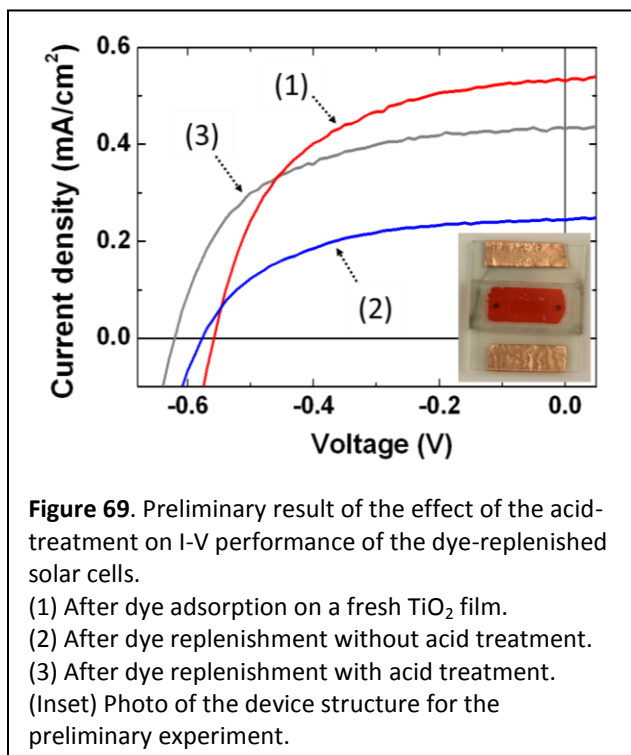 0.6
0.4
0.2
0.0
Current density (mA/cm²)
(1)
(3)
(2)
-0.6
-0.4
-0.2
0.0
Voltage (V)
Figure 69. Preliminary result of the effect of the acid-
treatment on I-V performance of the dye-replenished
solar cells.
(1) After dye adsorption on a fresh TiO₂ film.
(2) After dye replenishment without acid treatment.
(3) After dye replenishment with acid treatment.
(Inset) Photo of the device structure for the
preliminary experiment.